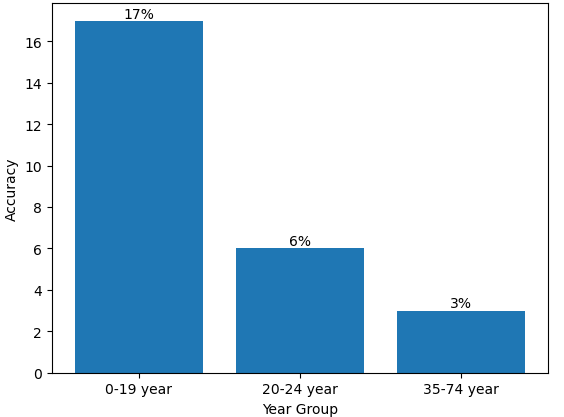 17%
16
14
12
10
8
6
4
2
0
6%
3%
Accuracy
0-19 year
20-24 year
35-74 year
Year Group